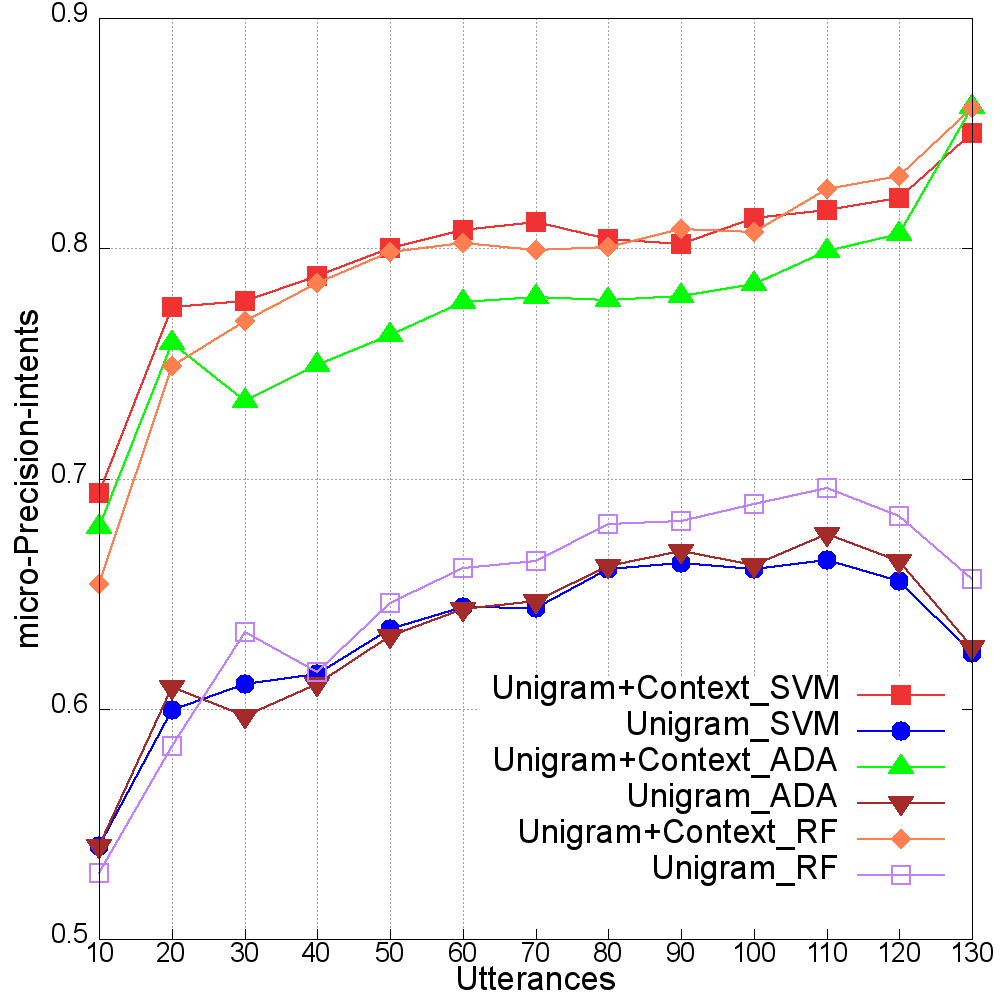 0.9
0.8
0.7
0.6
0.5
micro-Precision-intents
Unigram+Context_SVM
Unigram_SVM
Unigram+Context_ADA
Unigram_ADA
Unigram+Context_RF
Unigram_RF
10 20 30 40 50 60 70 80 90 100 110 120 130
Utterances